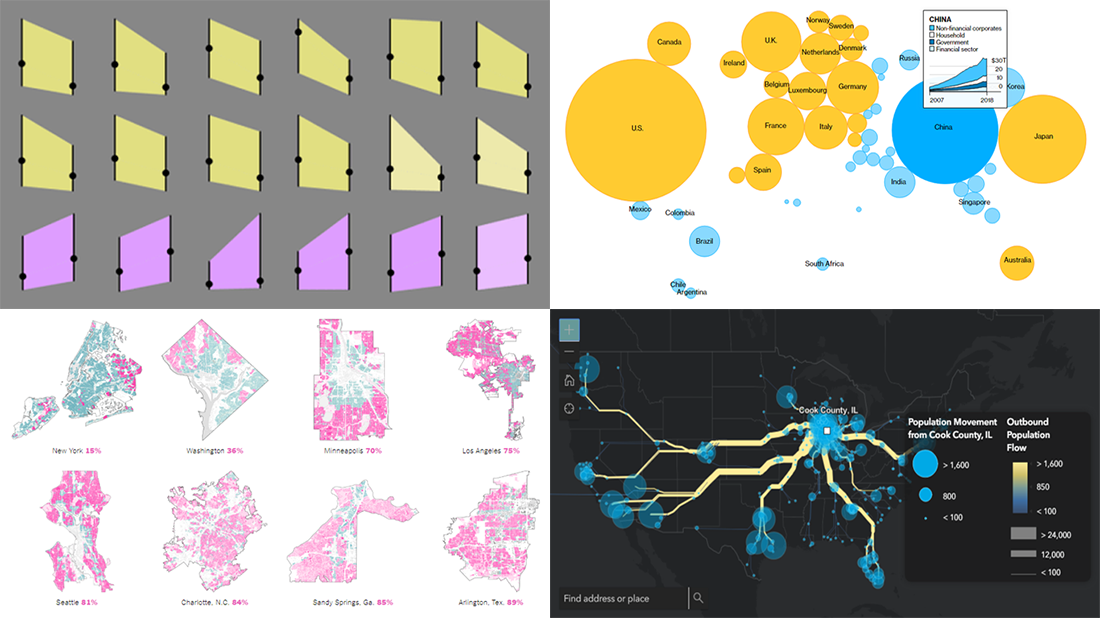 Norway
Sweden
Canada
U.K.
Netherlands
Denmark
Ireland
Belgium
Luxembourg
Germany
U.S.
France
Italy
Spain
Russia
Korea
China
Japan
India
Singapore
Mexico
Colombia
Brazil
South Africa
Australia
Chile
Argentina
CHINA
Non-financial corporates
Household
Government
Financial sector
$30T
20
10
0
2007 2018
New York 15%
Washington 36%
Minneapolis 70%
Los Angeles 75%
Seattle 81%
Charlotte, N.C. 84%
Sandy Springs, Ga. 85%
Arlington, Tex. 89%
+
Cook County, IL
Population Movement
from Cook County, IL
> 1,600
800
< 100
Outbound
Population
Flow
> 1,600
850
< 100
> 24,000
12,000
< 100
Find address or place